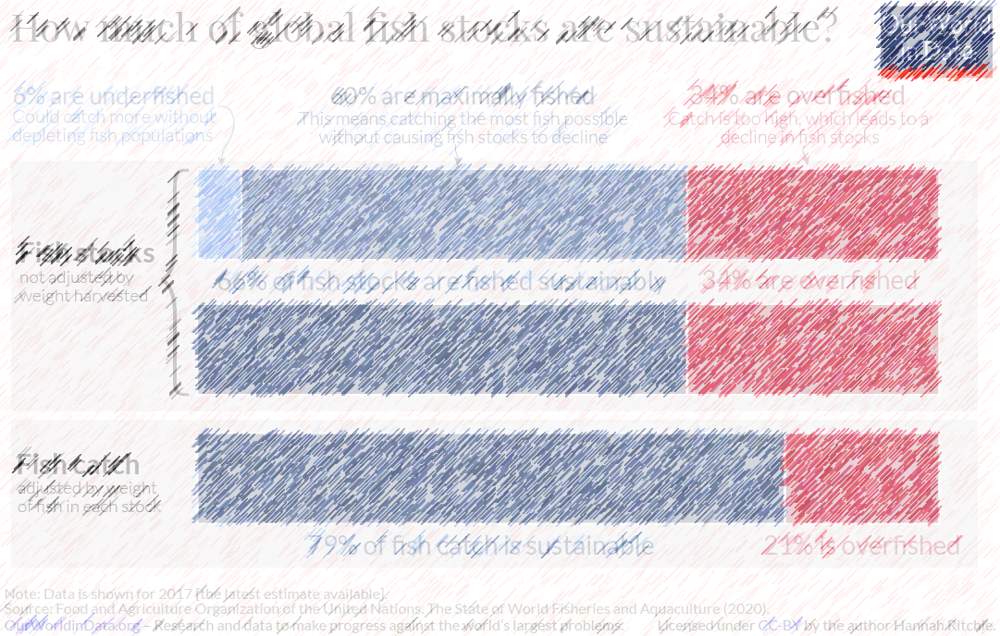 How much of global fish stocks are sustainable?
Our World
in Data
6% are underfished
Could catch more without
depleting fish populations
60% are maximally fished
This means catching the most fish possible
without causing fish stocks to decline
34% are overfished
Catch is too high, which leads to a
decline in fish stocks
Fish stocks
not adjusted by
weight harvested
66% of fish stocks are fished sustainably
34% are overfished
Fish catch
adjusted by weight
of fish in each stock
79% of fish catch is sustainable
21% is overfished
Note: Data is shown for 2017 [the latest estimate available].
Source: Food and Agriculture Organization of the United Nations. The State of World Fisheries and Aquaculture (2020).
OurWorldinData.org – Research and data to make progress against the world's largest problems.
Licensed under CC-BY by the author Hannah Ritchie.